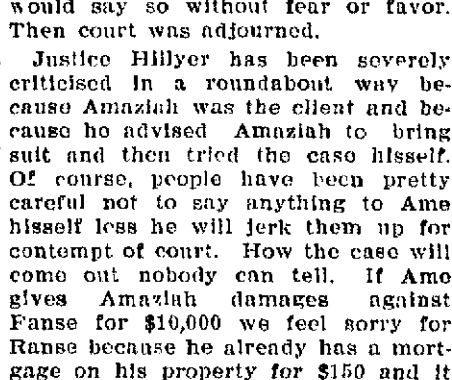 would say so without fear or favor.
Then court was adjourned.
Justice Hillyer has been severely
criticised in a roundabout way be-
cause Amaziah was the client and be-
cause he advised Amaziah to bring
suit and then tried the case hisself.
Of course, people have been pretty
careful not to say anything to Ame
hisself less he will jerk them up for
contempt of court. How the case will
come out nobody can tell. If Ame
gives Amaziah damages against
Ranse for $10,000 we feel sorry for
Ranse because he already has a mort-
gage on his property for $150 and it